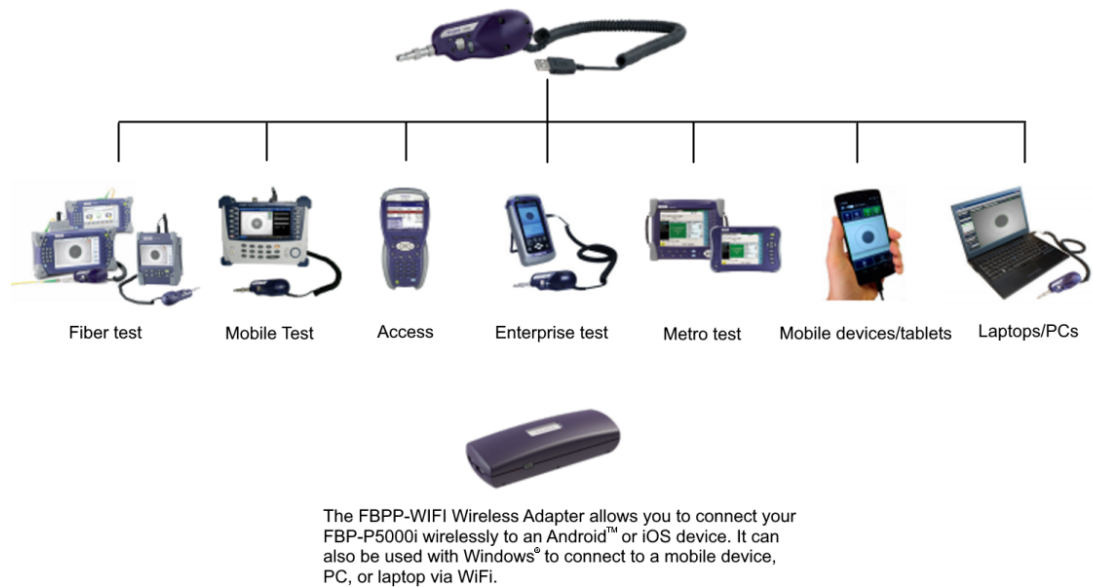 Fiber test
Mobile Test
Access
Enterprise test
Metro test
Mobile devices/tablets
Laptops/PCs
The FBPP-WIFI Wireless Adapter allows you to connect your
FBP-P5000i wirelessly to an Android™ or iOS device. It can
also be used with Windows® to connect to a mobile device,
PC, or laptop via WiFi.